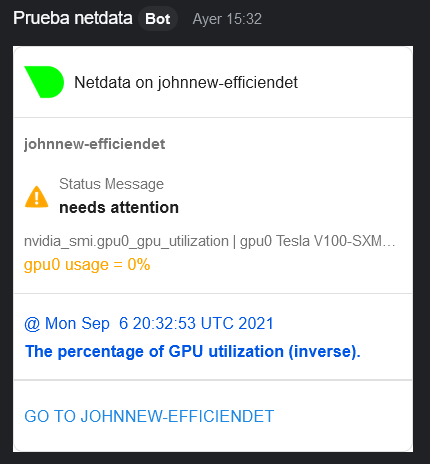 Prueba netdata Bot Ayer 15:32
Netdata on johnnew-efficiendet
johnnew-efficiendet
Status Message
needs attention
nvidia_smi.gpu0_gpu_utilization | gpu0 Tesla V100-SXM…
gpu0 usage = 0%
@ Mon Sep  6 20:32:53 UTC 2021
The percentage of GPU utilization (inverse).
GO TO JOHNNEW-EFFICIENDET